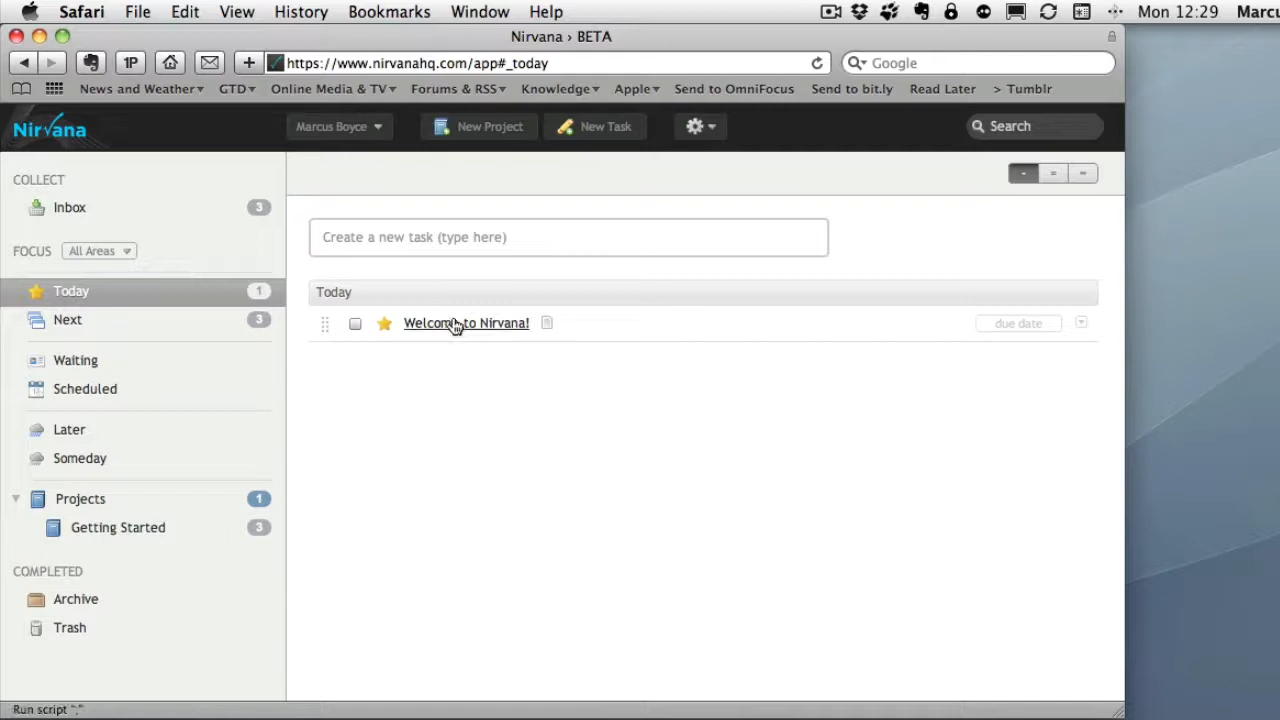 Safari File Edit View History Bookmarks Window Help Mon 12:29 Marcu
Nirvana › BETA
1P + https://www.nirvanahq.com/app#_today Google
News and Weather GTD Online Media & TV Forums & RSS Knowledge Apple Send to OmniFocus Send to bit.ly Read Later > Tumblr
Nirvana Marcus Boyce New Project New Task Search
COLLECT
Inbox 3
FOCUS All Areas
Create a new task (type here)
Today 1
Today
Next 3
Welcome to Nirvana! due date
Waiting
Scheduled
Later
Someday
Projects 1
Getting Started 3
COMPLETED
Archive
Trash
Run script ";"